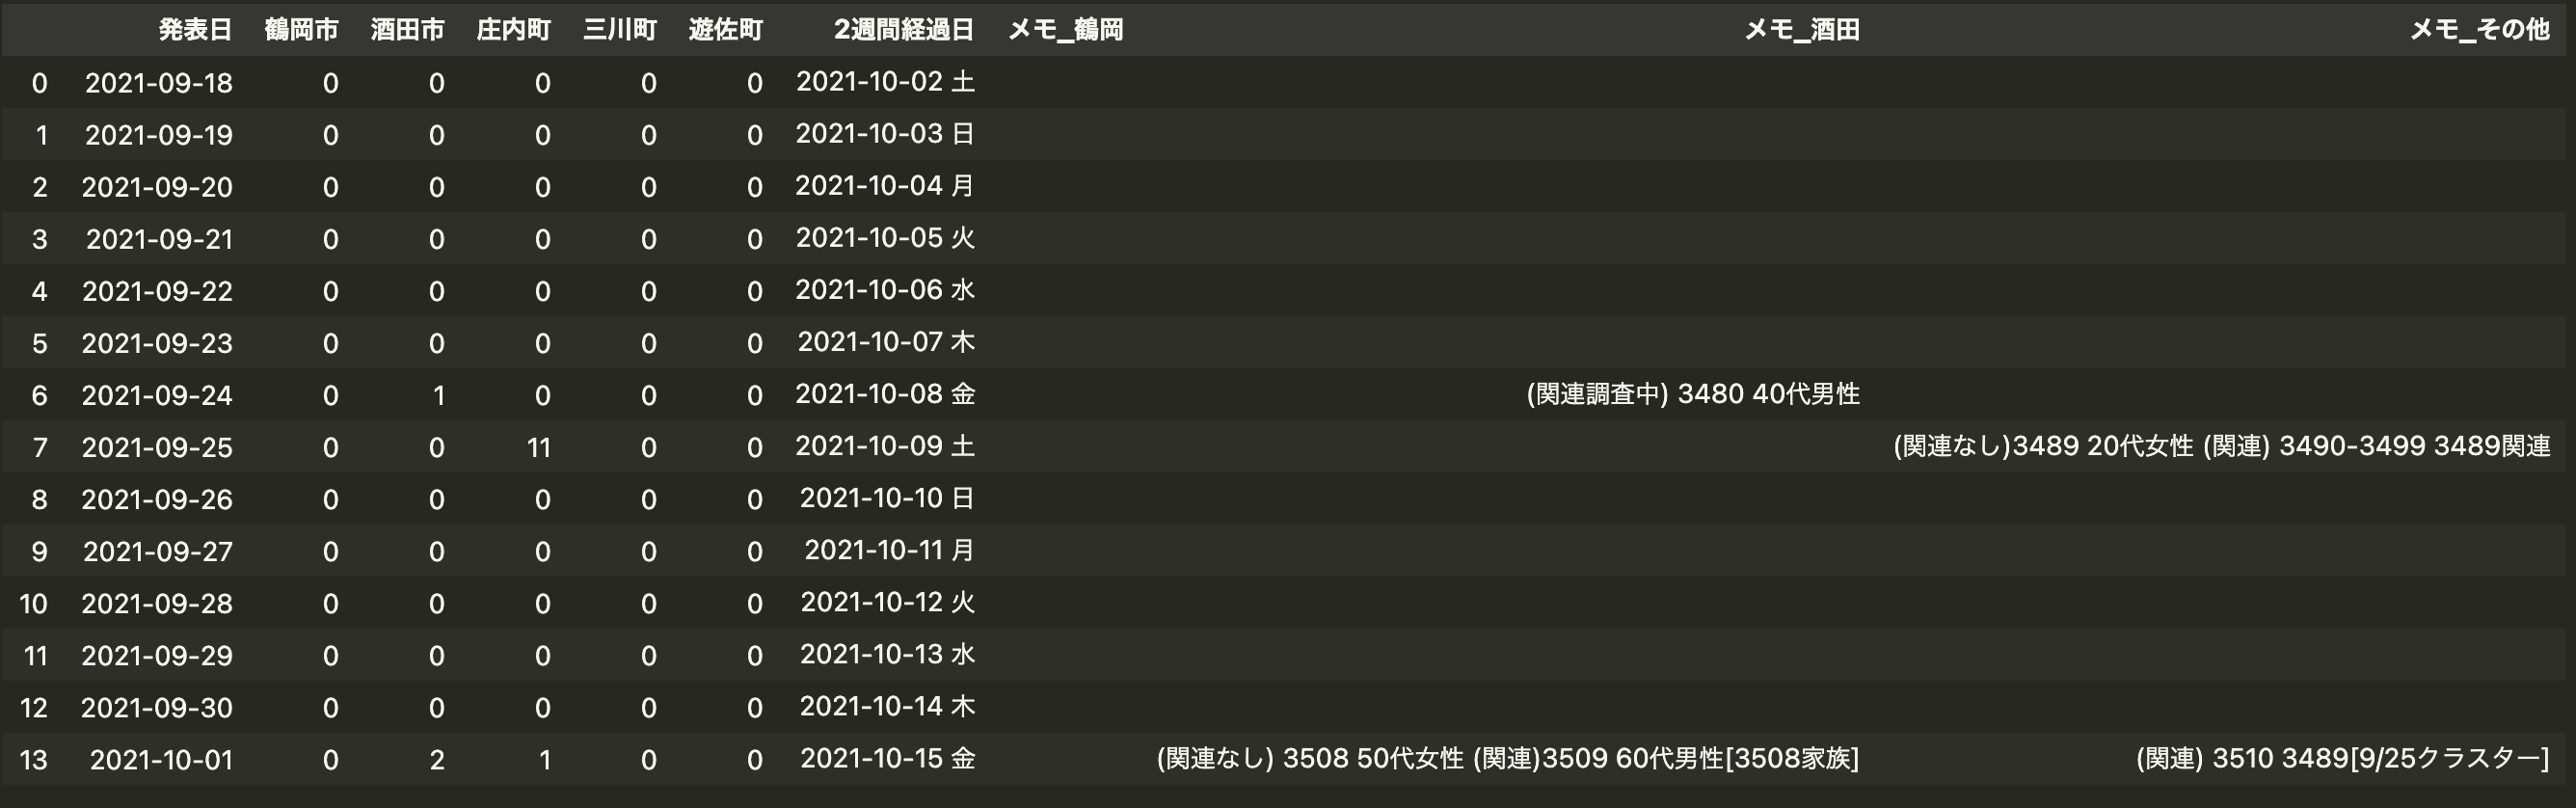 発表日 鶴岡市 酒田市 庄内町 三川町 遊佐町 2週間経過日 メモ_鶴岡 メモ_酒田 メモ_その他
0 2021-09-18 0 0 0 0 0 2021-10-02 土
1 2021-09-19 0 0 0 0 0 2021-10-03 日
2 2021-09-20 0 0 0 0 0 2021-10-04 月
3 2021-09-21 0 0 0 0 0 2021-10-05 火
4 2021-09-22 0 0 0 0 0 2021-10-06 水
5 2021-09-23 0 0 0 0 0 2021-10-07 木
6 2021-09-24 0 1 0 0 0 2021-10-08 金 (関連調査中) 3480 40代男性
7 2021-09-25 0 0 11 0 0 2021-10-09 土 (関連なし)3489 20代女性 (関連) 3490-3499 3489関連
8 2021-09-26 0 0 0 0 0 2021-10-10 日
9 2021-09-27 0 0 0 0 0 2021-10-11 月
10 2021-09-28 0 0 0 0 0 2021-10-12 火
11 2021-09-29 0 0 0 0 0 2021-10-13 水
12 2021-09-30 0 0 0 0 0 2021-10-14 木
13 2021-10-01 0 2 1 0 0 2021-10-15 金 (関連なし) 3508 50代女性 (関連)3509 60代男性[3508家族] (関連) 3510 3489[9/25クラスター]